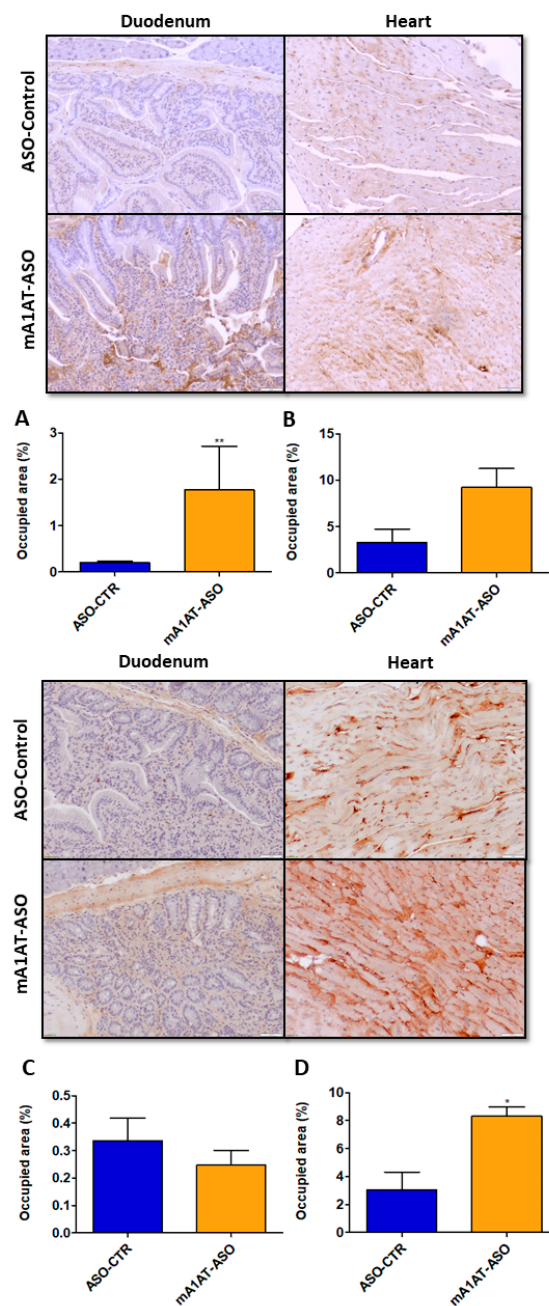 Duodenum Heart
ASO-Control
mA1AT-ASO
A B
Occupied area (%)
3
2
1
0
**
ASO-CTR
mA1AT-ASO
Occupied area (%)
15
10
5
0
ASO-CTR
mA1AT-ASO
Duodenum Heart
ASO-Control
mA1AT-ASO
C D
Occupied area (%)
0.5
0.4
0.3
0.2
0.1
0.0
ASO-CTR
mA1AT-ASO
Occupied area (%)
10
8
6
4
2
0
*
ASO-CTR
mA1AT-ASO